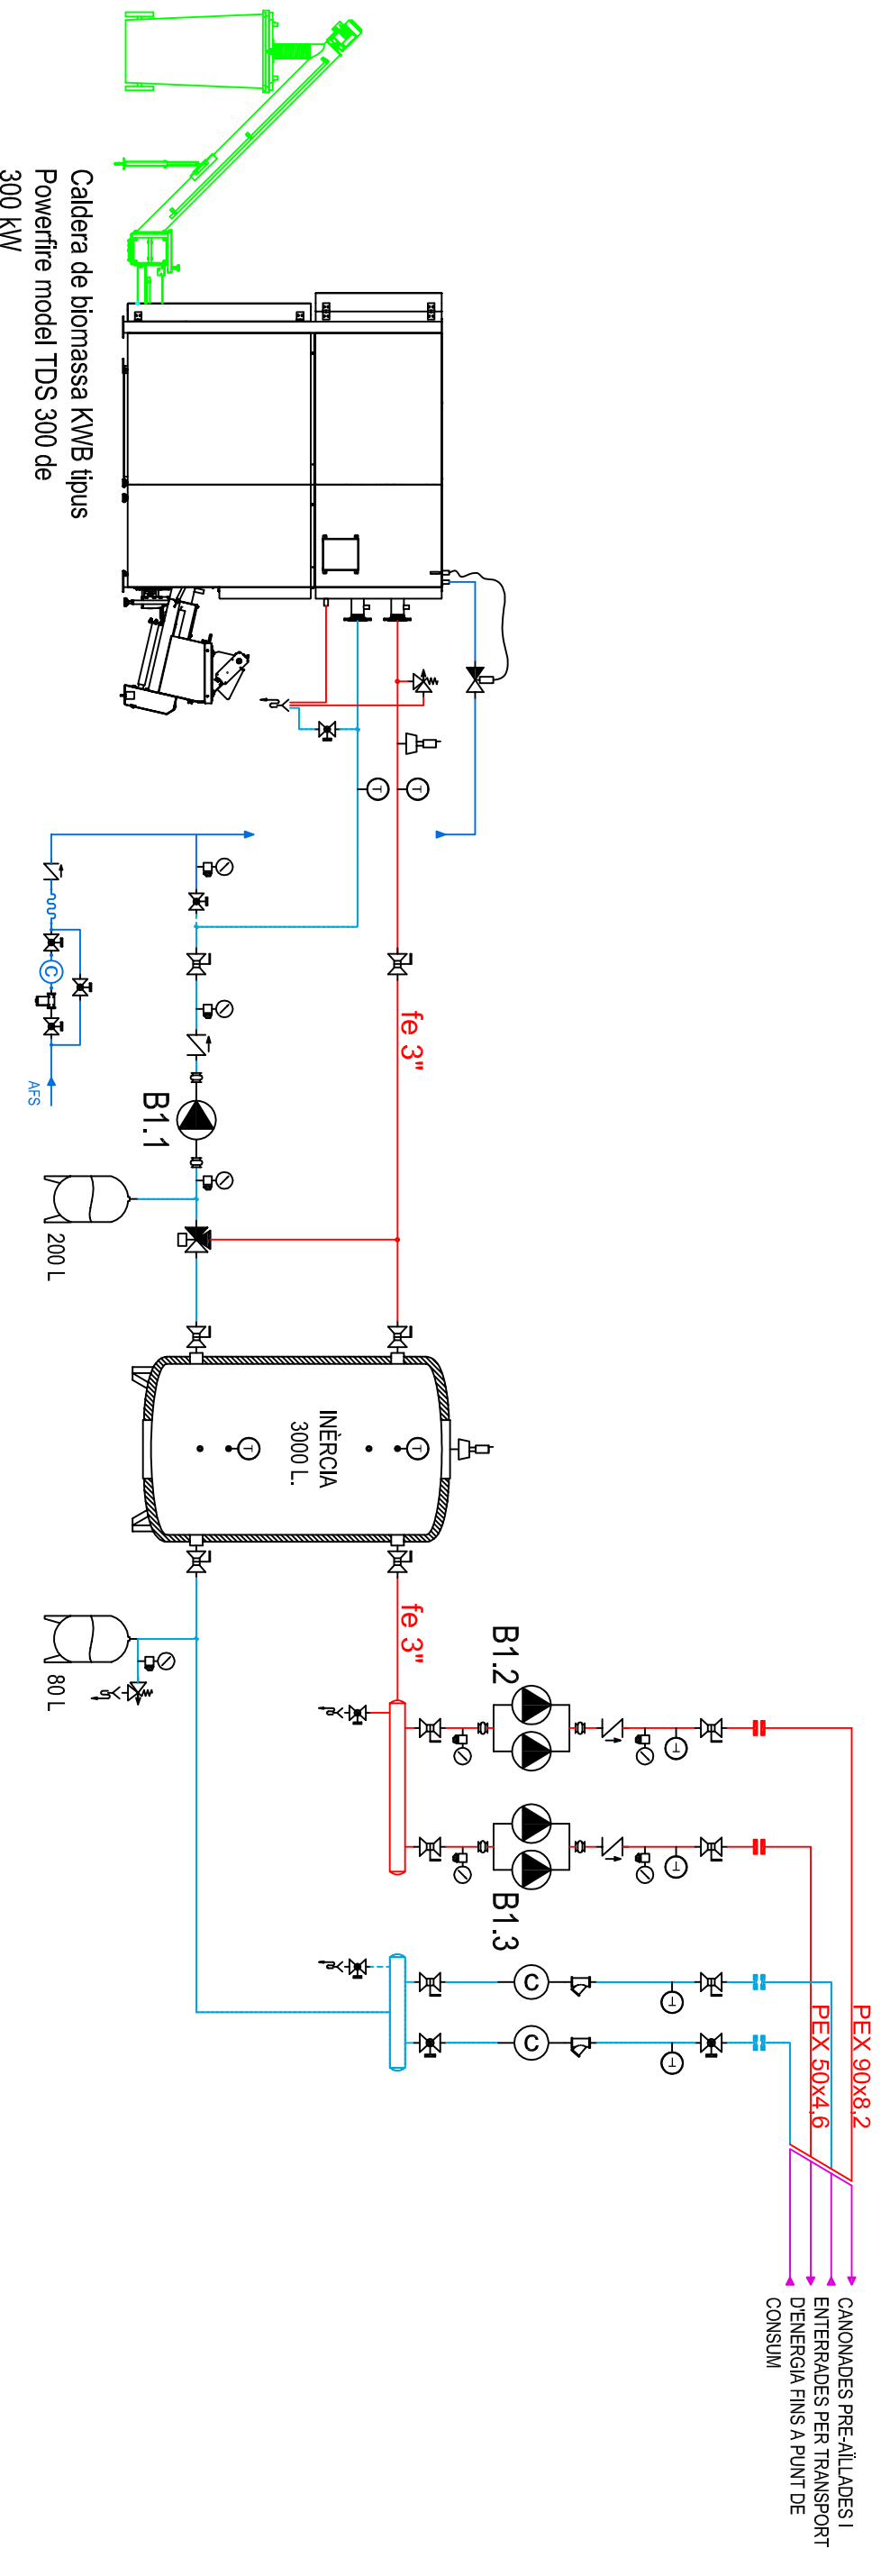 Caldera de biomassa KWB tipus
Powerfire model TDS 300 de
300 kW
T
T
fe 3"
C
AFS
B1.1
200 L
INÈRCIA
3000 L.
T
T
fe 3"
80 L
B1.2
T
B1.3
T
C
T
C
T
PEX 90x8,2
PEX 50x4,6
CANONADES PRE-AÏLLADES I
ENTERRADES PER TRANSPORT
D'ENERGIA FINS A PUNT DE
CONSUM